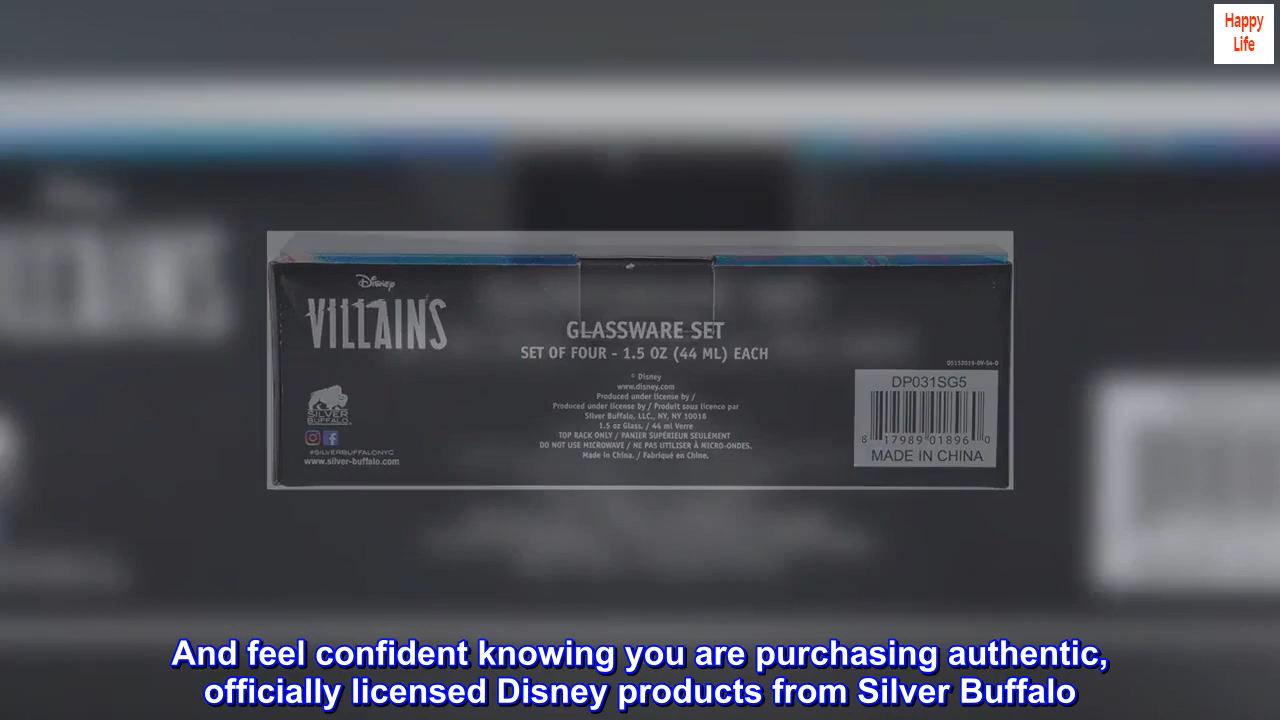 Happy
Life
Disney
VILLAINS
GLASSWARE SET
SET OF FOUR - 1.5 OZ (44 ML) EACH
© Disney
www.disney.com
Produced under license by /
Produced under license by / Produit sous licence par
Silver Buffalo, LLC., NY, NY 10018
1.5 oz Glass. / 44 ml Verre
TOP RACK ONLY / PANIER SUPÉRIEUR SEULEMENT
DO NOT USE MICROWAVE / NE PAS UTILISER À MICRO-ONDES.
Made in China. / Fabriqué en Chine.
SILVER
BUFFALO
#SILVERBUFFALONYC
www.silver-buffalo.com
DP031SG5
8 17989 01896 0
MADE IN CHINA
And feel confident knowing you are purchasing authentic,
officially licensed Disney products from Silver Buffalo